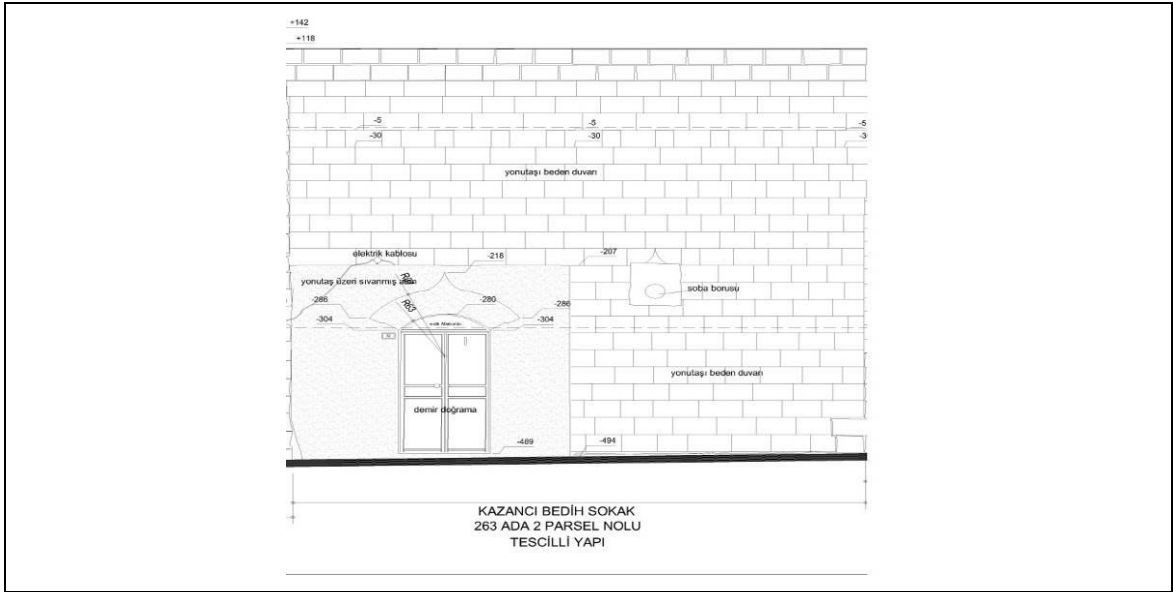 +142
+118
-5 -5 -5
-30 -30 -3
yonutaşı beden duvarı
elektrik kablosu -218 -207
yonutaş üzeri sıvanmış
soba borusu
-286 -280 -286
R63
-304 -304
yonutaşı beden duvarı
demir doğrama
-489 -494
KAZANCI BEDİH SOKAK
263 ADA 2 PARSEL NOLU
TESCİLLİ YAPI